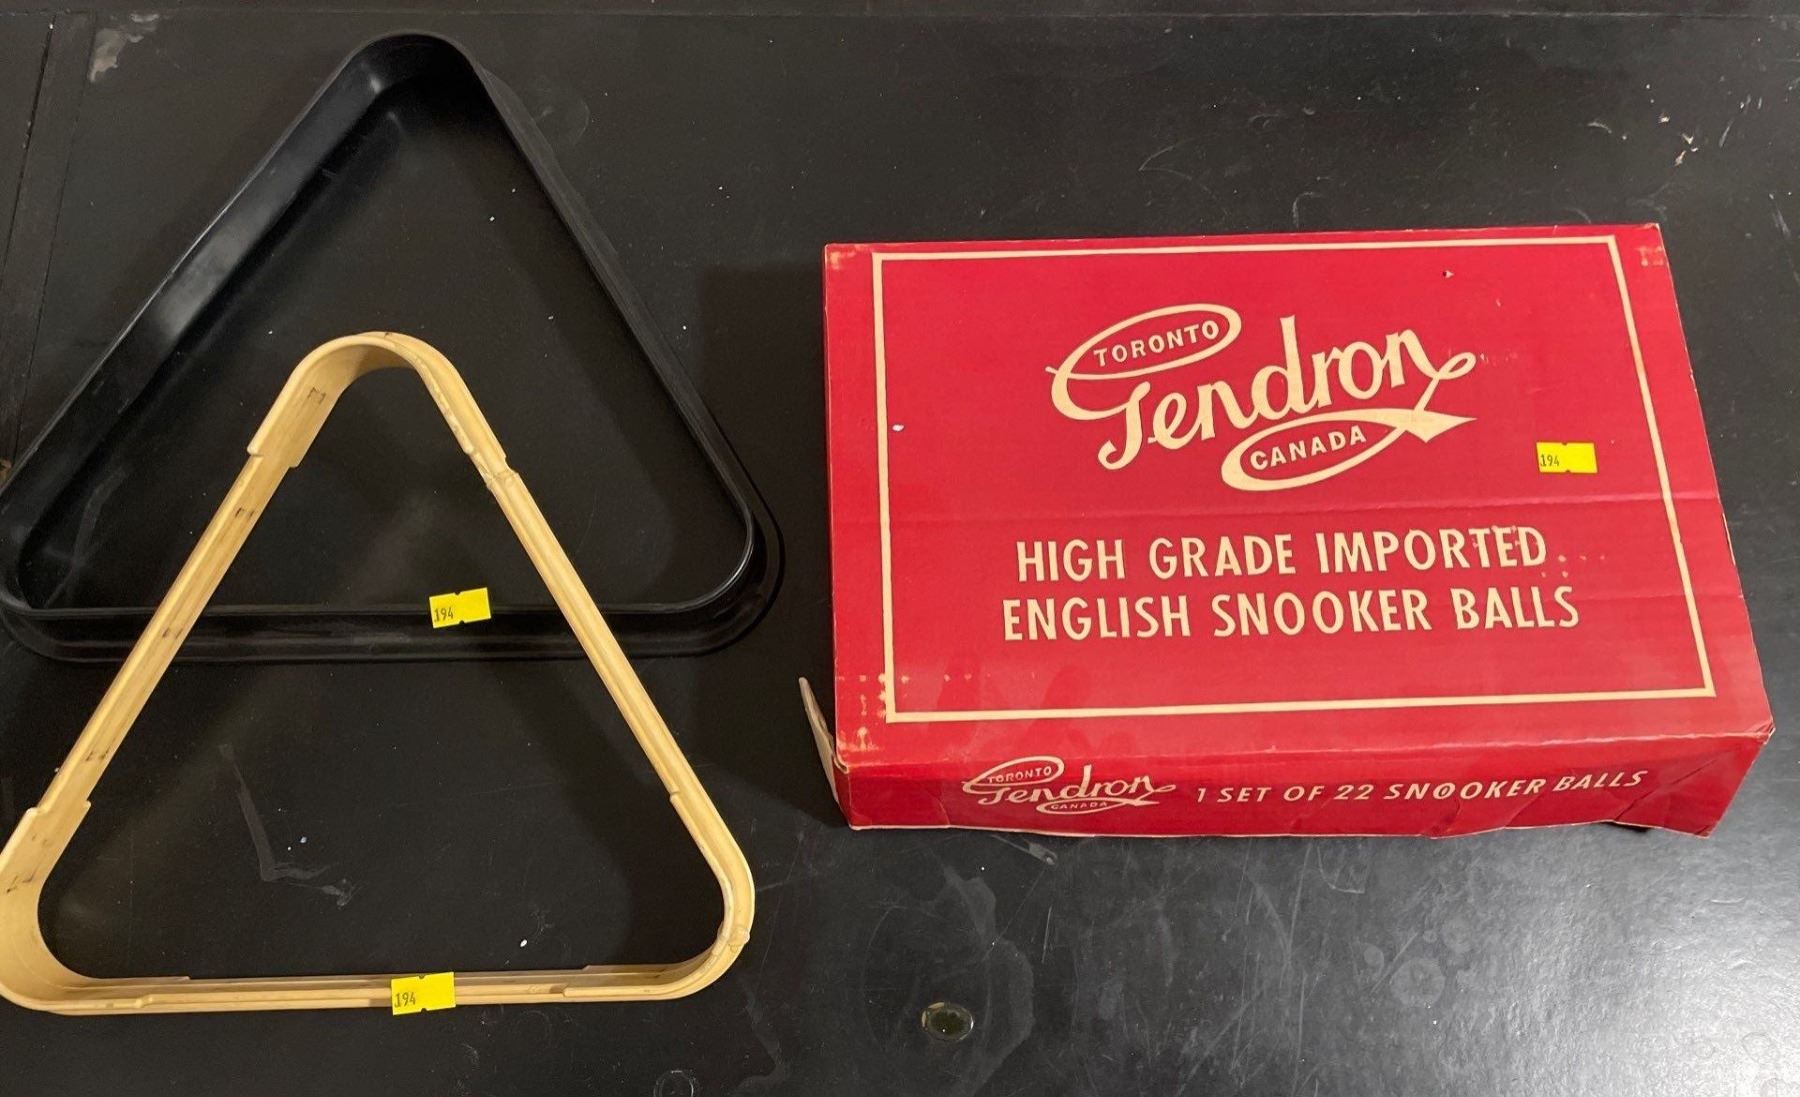 TORONTO
Gendron
CANADA
194
HIGH GRADE IMPORTED
ENGLISH SNOOKER BALLS
TORONTO
Gendron
CANADA
1 SET OF 22 SNOOKER BALLS
194
194